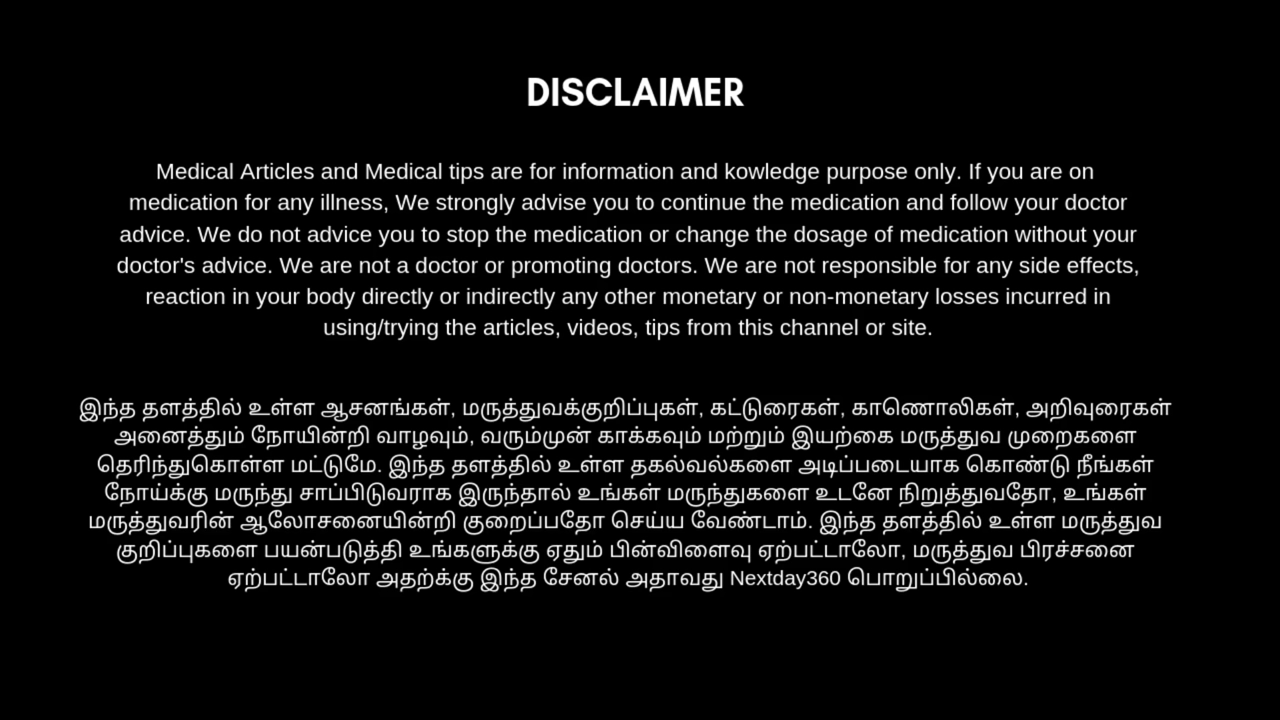 DISCLAIMER
Medical Articles and Medical tips are for information and kowledge purpose only. If you are on
medication for any illness, We strongly advise you to continue the medication and follow your doctor
advice. We do not advice you to stop the medication or change the dosage of medication without your
doctor's advice. We are not a doctor or promoting doctors. We are not responsible for any side effects,
reaction in your body directly or indirectly any other monetary or non-monetary losses incurred in
using/trying the articles, videos, tips from this channel or site.
இந்த தளத்தில் உள்ள ஆசனங்கள், மருத்துவக்குறிப்புகள், கட்டுரைகள், காணொலிகள், அறிவுரைகள்
அனைத்தும் நோயின்றி வாழவும், வரும்முன் காக்கவும் மற்றும் இயற்கை மருத்துவ முறைகளை
தெரிந்துகொள்ள மட்டுமே. இந்த தளத்தில் உள்ள தகல்வல்களை அடிப்படையாக கொண்டு நீங்கள்
நோய்க்கு மருந்து சாப்பிடுவராக இருந்தால் உங்கள் மருந்துகளை உடனே நிறுத்துவதோ, உங்கள்
மருத்துவரின் ஆலோசனையின்றி குறைப்பதோ செய்ய வேண்டாம். இந்த தளத்தில் உள்ள மருத்துவ
குறிப்புகளை பயன்படுத்தி உங்களுக்கு ஏதும் பின்விளைவு ஏற்பட்டாலோ, மருத்துவ பிரச்சனை
ஏற்பட்டாலோ அதற்க்கு இந்த சேனல் அதாவது Nextday360 பொறுப்பில்லை.